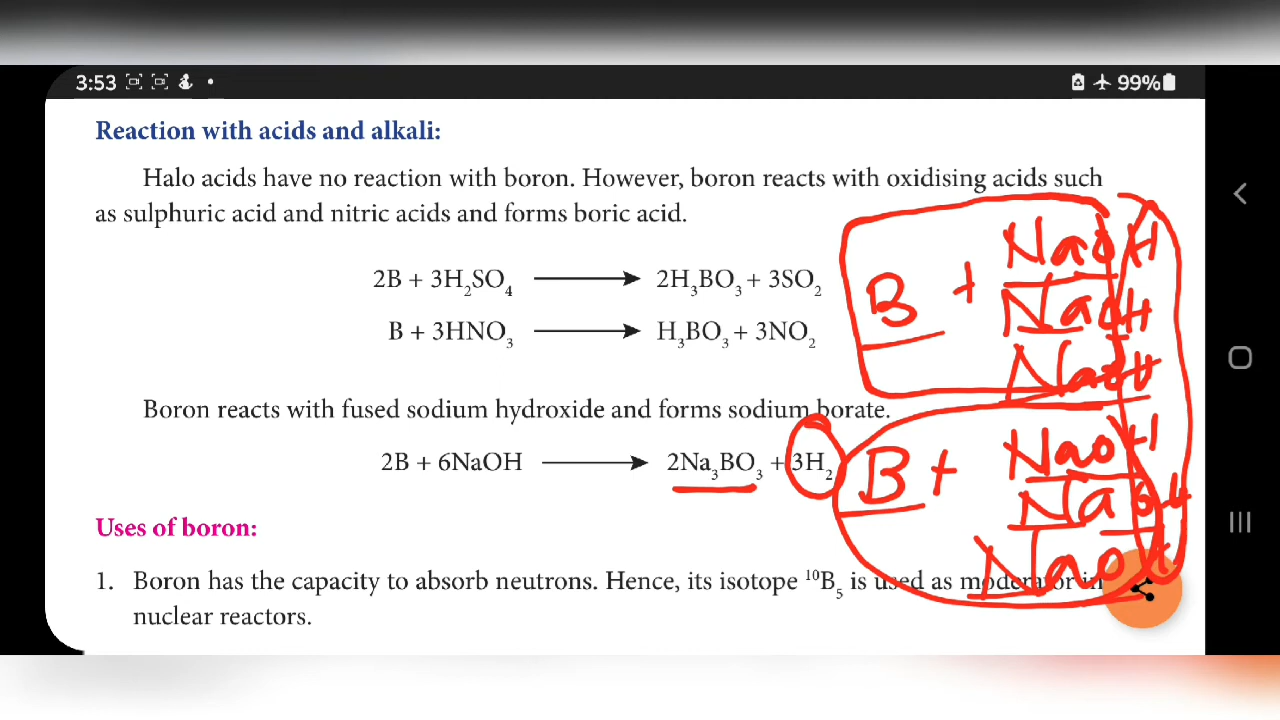 3:53 99%
Reaction with acids and alkali:
Halo acids have no reaction with boron. However, boron reacts with oxidising acids such
as sulphuric acid and nitric acids and forms boric acid.
2B + 3H₂SO₄ ⟶ 2H₃BO₃ + 3SO₂
B + 3HNO₃ ⟶ H₃BO₃ + 3NO₂
Boron reacts with fused sodium hydroxide and forms sodium borate.
2B + 6NaOH ⟶ 2Na₃BO₃ + 3H₂
Uses of boron:
1. Boron has the capacity to absorb neutrons. Hence, its isotope ¹⁰B₅ is used as moderator in
nuclear reactors.
NaOH
B + NaOH
NaOH
NaOH
B + NaOH
NaOH